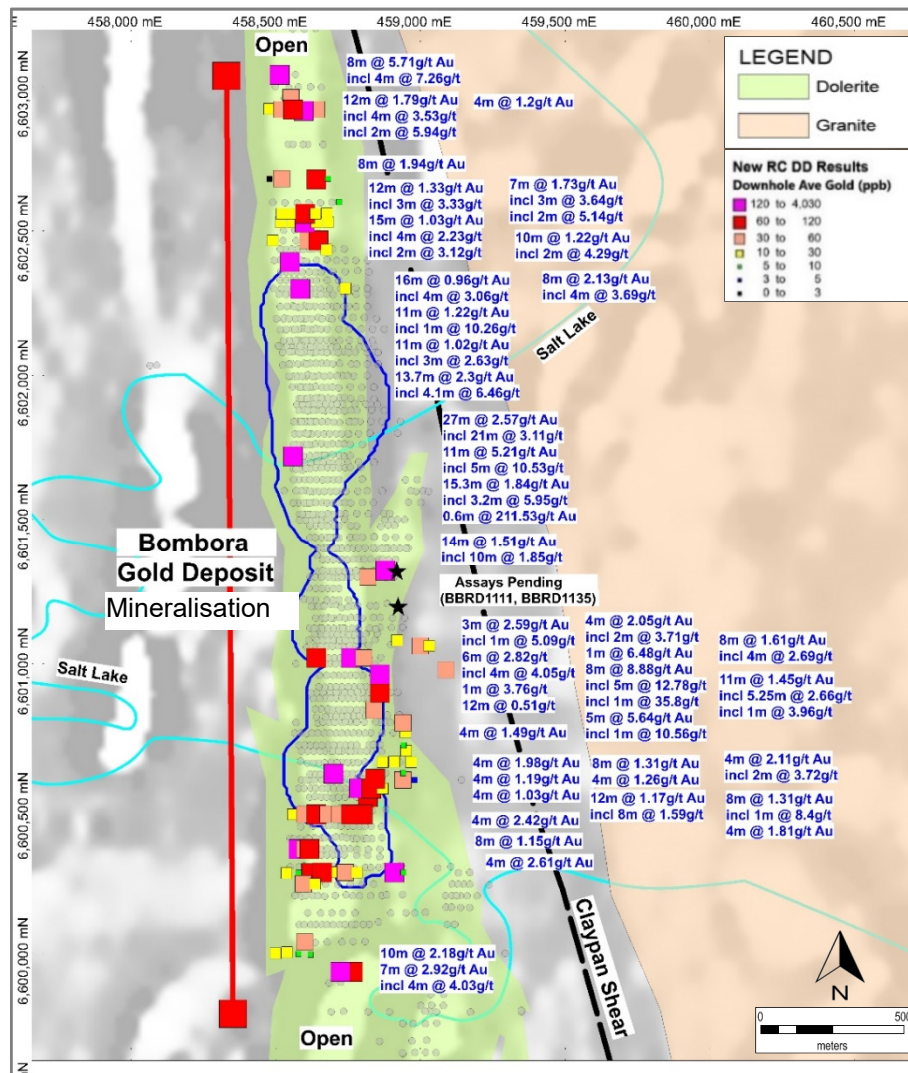 E
458,000 mE
458,500 mE
459,000 mE
459,500 mE
460,000 mE
460,500 mE
6,603,000 mN
6,602,500 mN
6,602,000 mN
6,601,500 mN
6,601,000 mN
6,600,500 mN
6,600,000 mN
N
Open
8m @ 5.71g/t Au
incl 4m @ 7.26g/t
12m @ 1.79g/t Au
incl 4m @ 3.53g/t
incl 2m @ 5.94g/t
4m @ 1.2g/t Au
8m @ 1.94g/t Au
12m @ 1.33g/t Au
incl 3m @ 3.33g/t
15m @ 1.03g/t Au
incl 4m @ 2.23g/t
incl 2m @ 3.12g/t
7m @ 1.73g/t Au
incl 3m @ 3.64g/t
incl 2m @ 5.14g/t
10m @ 1.22g/t Au
incl 2m @ 4.29g/t
8m @ 2.13g/t Au
incl 4m @ 3.69g/t
16m @ 0.96g/t Au
incl 4m @ 3.06g/t
11m @ 1.22g/t Au
incl 1m @ 10.26g/t
11m @ 1.02g/t Au
incl 3m @ 2.63g/t
13.7m @ 2.3g/t Au
incl 4.1m @ 6.46g/t
Salt Lake
27m @ 2.57g/t Au
incl 21m @ 3.11g/t
11m @ 5.21g/t Au
incl 5m @ 10.53g/t
15.3m @ 1.84g/t Au
incl 3.2m @ 5.95g/t
0.6m @ 211.53g/t Au
14m @ 1.51g/t Au
incl 10m @ 1.85g/t
Bombora
Gold Deposit
Mineralisation
Assays Pending
(BBRD1111, BBRD1135)
Salt Lake
3m @ 2.59g/t Au
incl 1m @ 5.09g/t
6m @ 2.82g/t
incl 4m @ 4.05g/t
1m @ 3.76g/t
12m @ 0.51g/t
4m @ 2.05g/t Au
incl 2m @ 3.71g/t
1m @ 6.48g/t Au
8m @ 8.88g/t Au
incl 5m @ 12.78g/t
incl 1m @ 35.8g/t
5m @ 5.64g/t Au
incl 1m @ 10.56g/t
8m @ 1.61g/t Au
incl 4m @ 2.69g/t
11m @ 1.45g/t Au
incl 5.25m @ 2.66g/t
incl 1m @ 3.96g/t
4m @ 1.49g/t Au
4m @ 1.98g/t Au
4m @ 1.19g/t Au
4m @ 1.03g/t Au
8m @ 1.31g/t Au
4m @ 1.26g/t Au
12m @ 1.17g/t Au
incl 8m @ 1.59g/t
4m @ 2.11g/t Au
incl 2m @ 3.72g/t
8m @ 1.31g/t Au
incl 1m @ 8.4g/t
4m @ 1.81g/t Au
4m @ 2.42g/t Au
8m @ 1.15g/t Au
4m @ 2.61g/t Au
Claypan Shear
10m @ 2.18g/t Au
7m @ 2.92g/t Au
incl 4m @ 4.03g/t
Open
LEGEND
Dolerite
Granite
New RC DD Results
Downhole Ave Gold (ppb)
120 to 4,030
60 to 120
30 to 60
10 to 30
5 to 10
3 to 5
0 to 3
N
0
500
meters